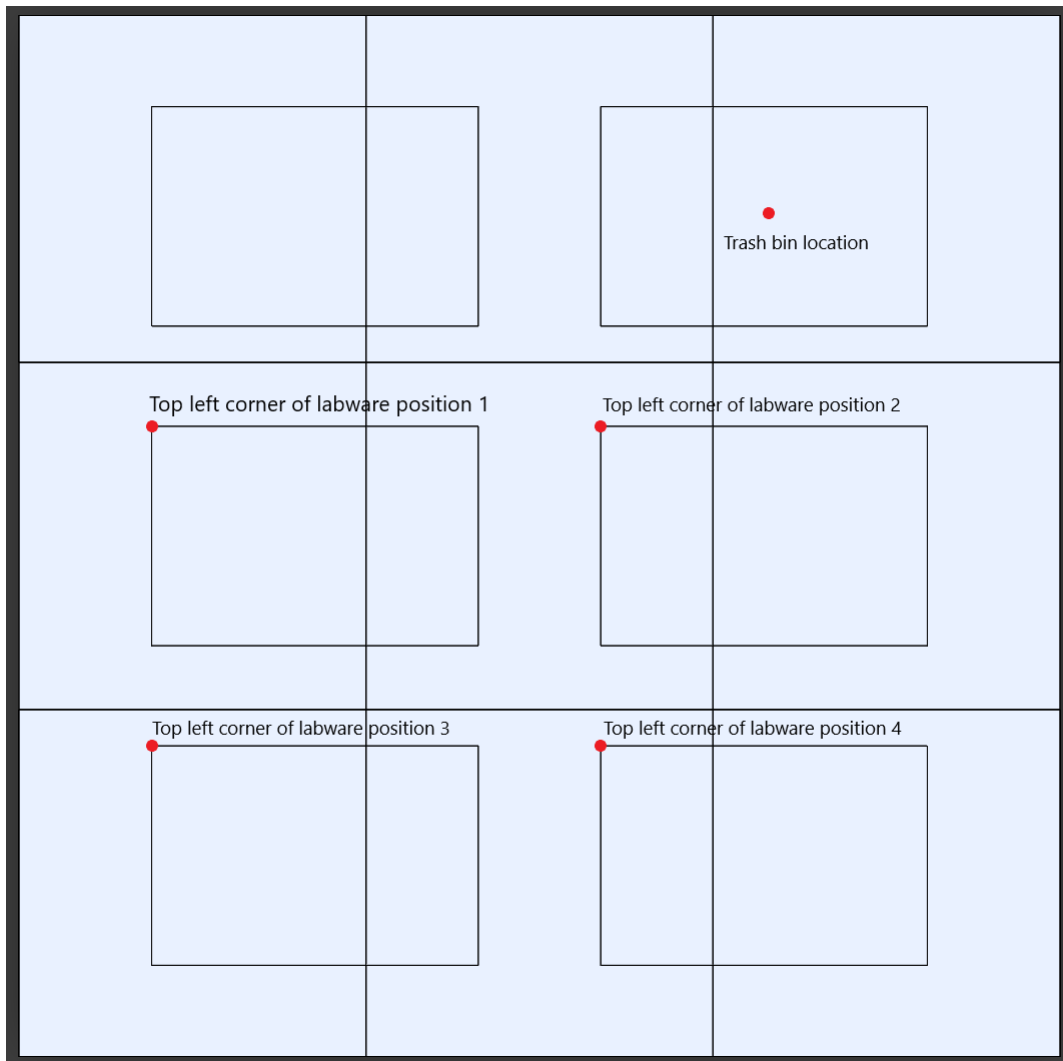 Trash bin location
Top left corner of labware position 1
Top left corner of labware position 2
Top left corner of labware position 3
Top left corner of labware position 4